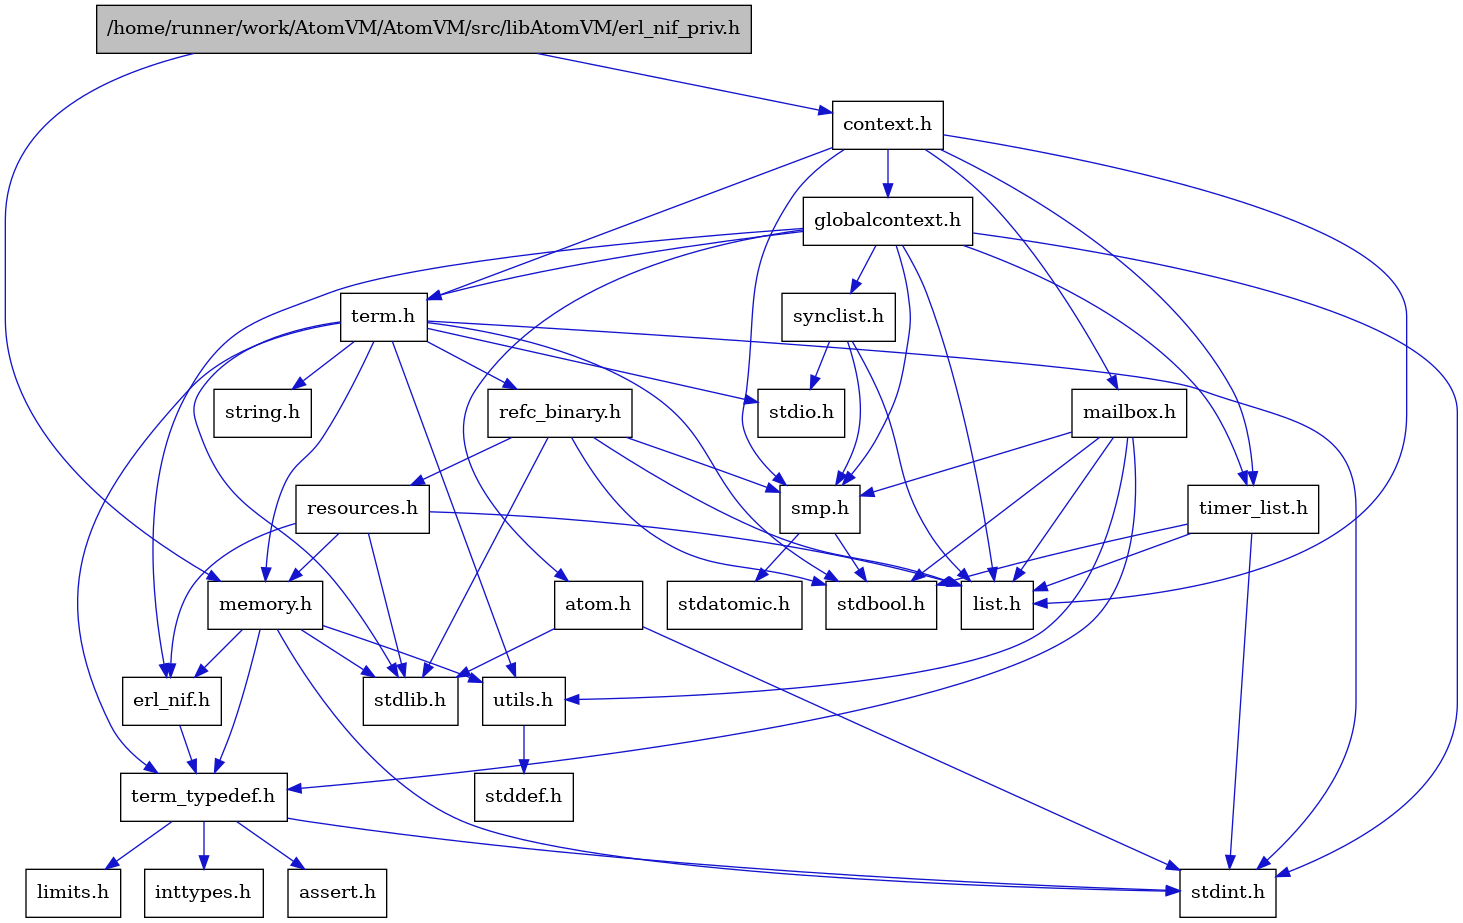 /home/runner/work/AtomVM/AtomVM/src/libAtomVM/erl_nif_priv.h
context.h
globalcontext.h
term.h
synclist.h
string.h
refc_binary.h
stdio.h
mailbox.h
resources.h
smp.h
timer_list.h
memory.h
atom.h
stdatomic.h
stdbool.h
list.h
erl_nif.h
stdlib.h
utils.h
term_typedef.h
stddef.h
limits.h
inttypes.h
assert.h
stdint.h